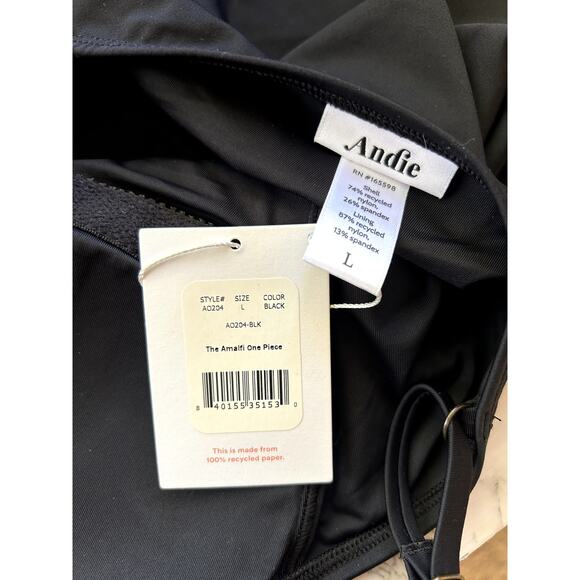 Andie
RN #165598
Shell
74% recycled
nylon,
26% spandex
Lining
87% recycled
nylon,
13% spandex
L
STYLE# SIZE COLOR
AO204 L BLACK
AO204-BLK
The Amalfi One Piece
8 40155 35153 0
This is made from
100% recycled paper.